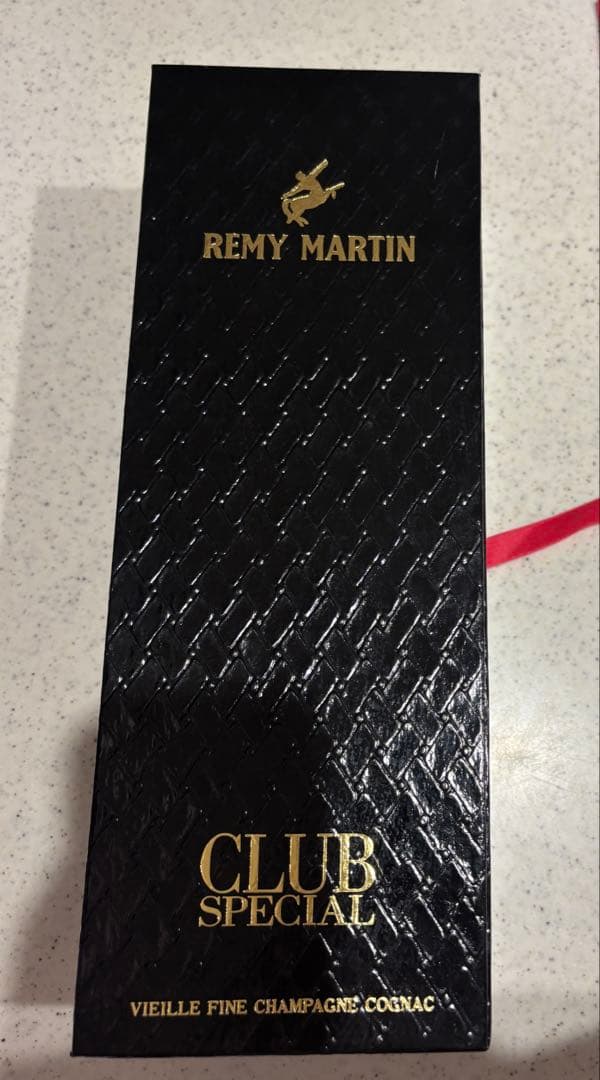 REMY MARTIN
CLUB
SPECIAL
VIEILLE FINE CHAMPAGNE COGNAC